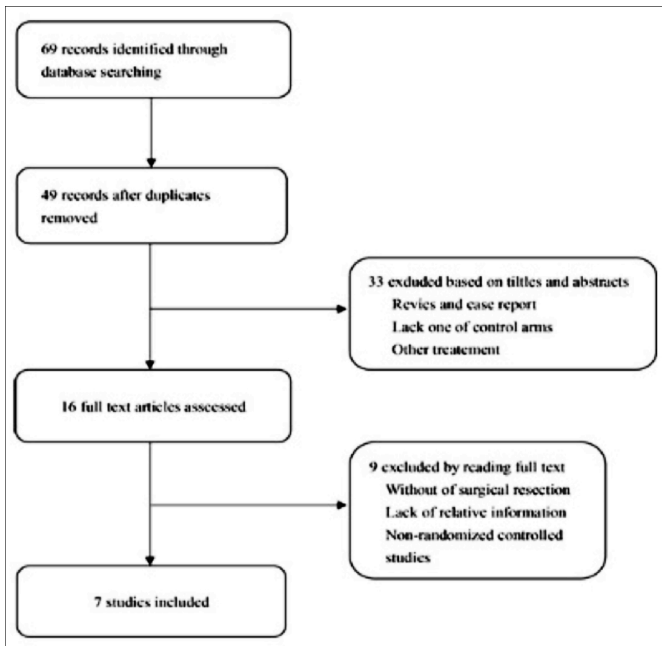 69 records identified through
database searching
49 records after duplicates
removed
33 exduded based on tiltles and abstracts
Revies and case report
Lack one of control arms
Other treatement
16 full text articles asscessed
9 excluded by reading full text
Without of surgical resection
Lack of relative information
Non-randomized controlled
studies
7 studies included